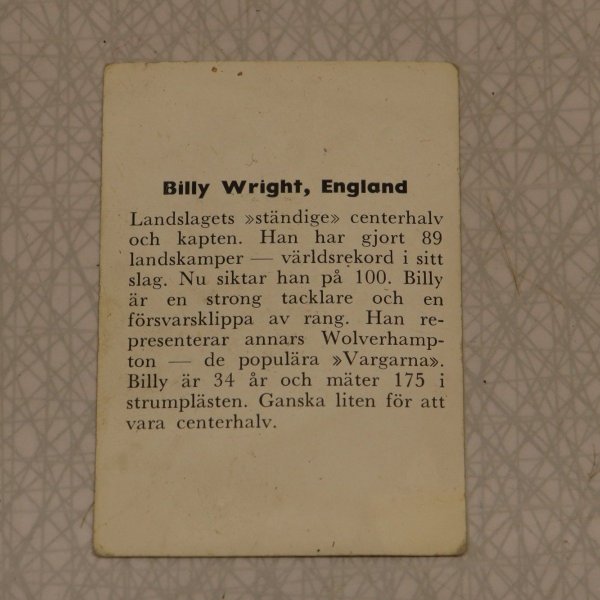 Billy Wright, England
Landslagets »ständige» centerhalv
och kapten. Han har gjort 89
landskamper — världsrekord i sitt
slag. Nu siktar han på 100. Billy
är en strong tacklare och en
försvarsklippa av rang. Han re-
presenterar annars Wolverhamp-
ton — de populära »Vargarna».
Billy är 34 år och mäter 175 i
strumplästen. Ganska liten för att
vara centerhalv.